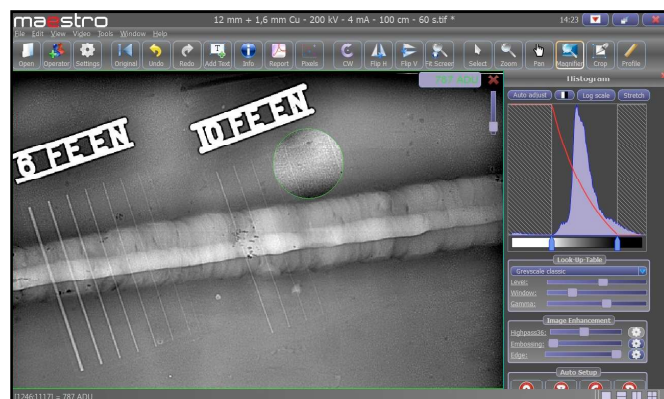 maestro
12 mm + 1,6 mm Cu - 200 kV - 4 mA - 100 cm - 60 s.tif *
14:23
File Edit View Video Tools Window Help
Open Operator Settings Original Undo Redo Add Text Info Report Pixels CW Flip H Flip V Fit Screen Select Zoom Pan Magnifier Crop Profile
787 ADU
Histogram
Auto adjust Log scale Stretch
6 FE EN
10 FE EN
Look-Up-Table
Greyscale classic
Level:
Window:
Gamma:
Image Enhancement
Highpass36:
Embossing:
Edge:
Auto Setup
[1246:1117] = 787 ADU